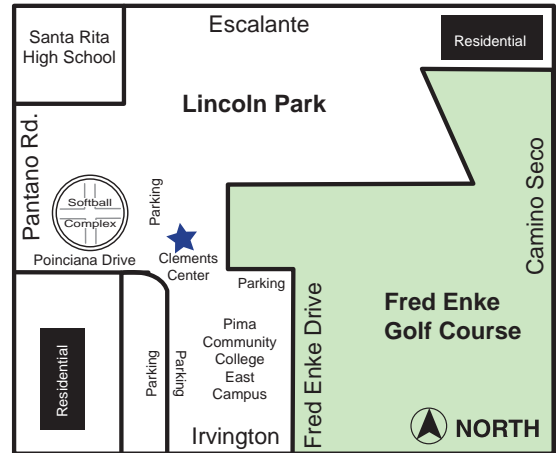 Escalante
Santa Rita
High School
Residential
Lincoln Park
Pantano Rd.
Parking
Softball
Complex
Camino Seco
Clements
Center
Poinciana Drive
Parking
Fred Enke
Golf Course
Fred Enke Drive
Pima
Community
College
East
Campus
Residential
Parking
Parking
Irvington
NORTH